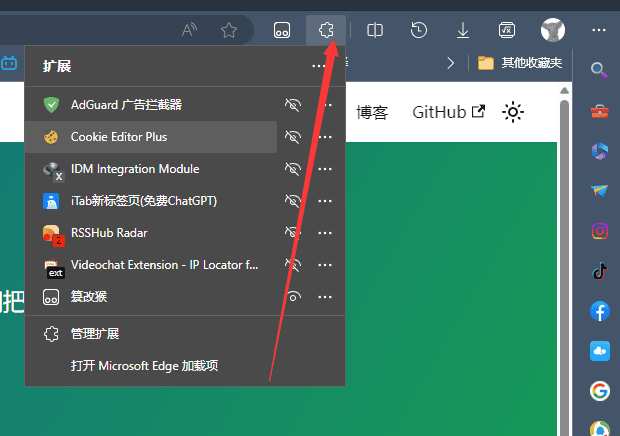 扩展
AdGuard 广告拦截器
Cookie Editor Plus
IDM Integration Module
X
iTab新标签页(免费ChatGPT)
RSSHub Radar
2
Videochat Extension - IP Locator f...
ext
篡改猴
管理扩展
打开 Microsoft Edge 加载项
其他收藏夹
博客
GitHub
把